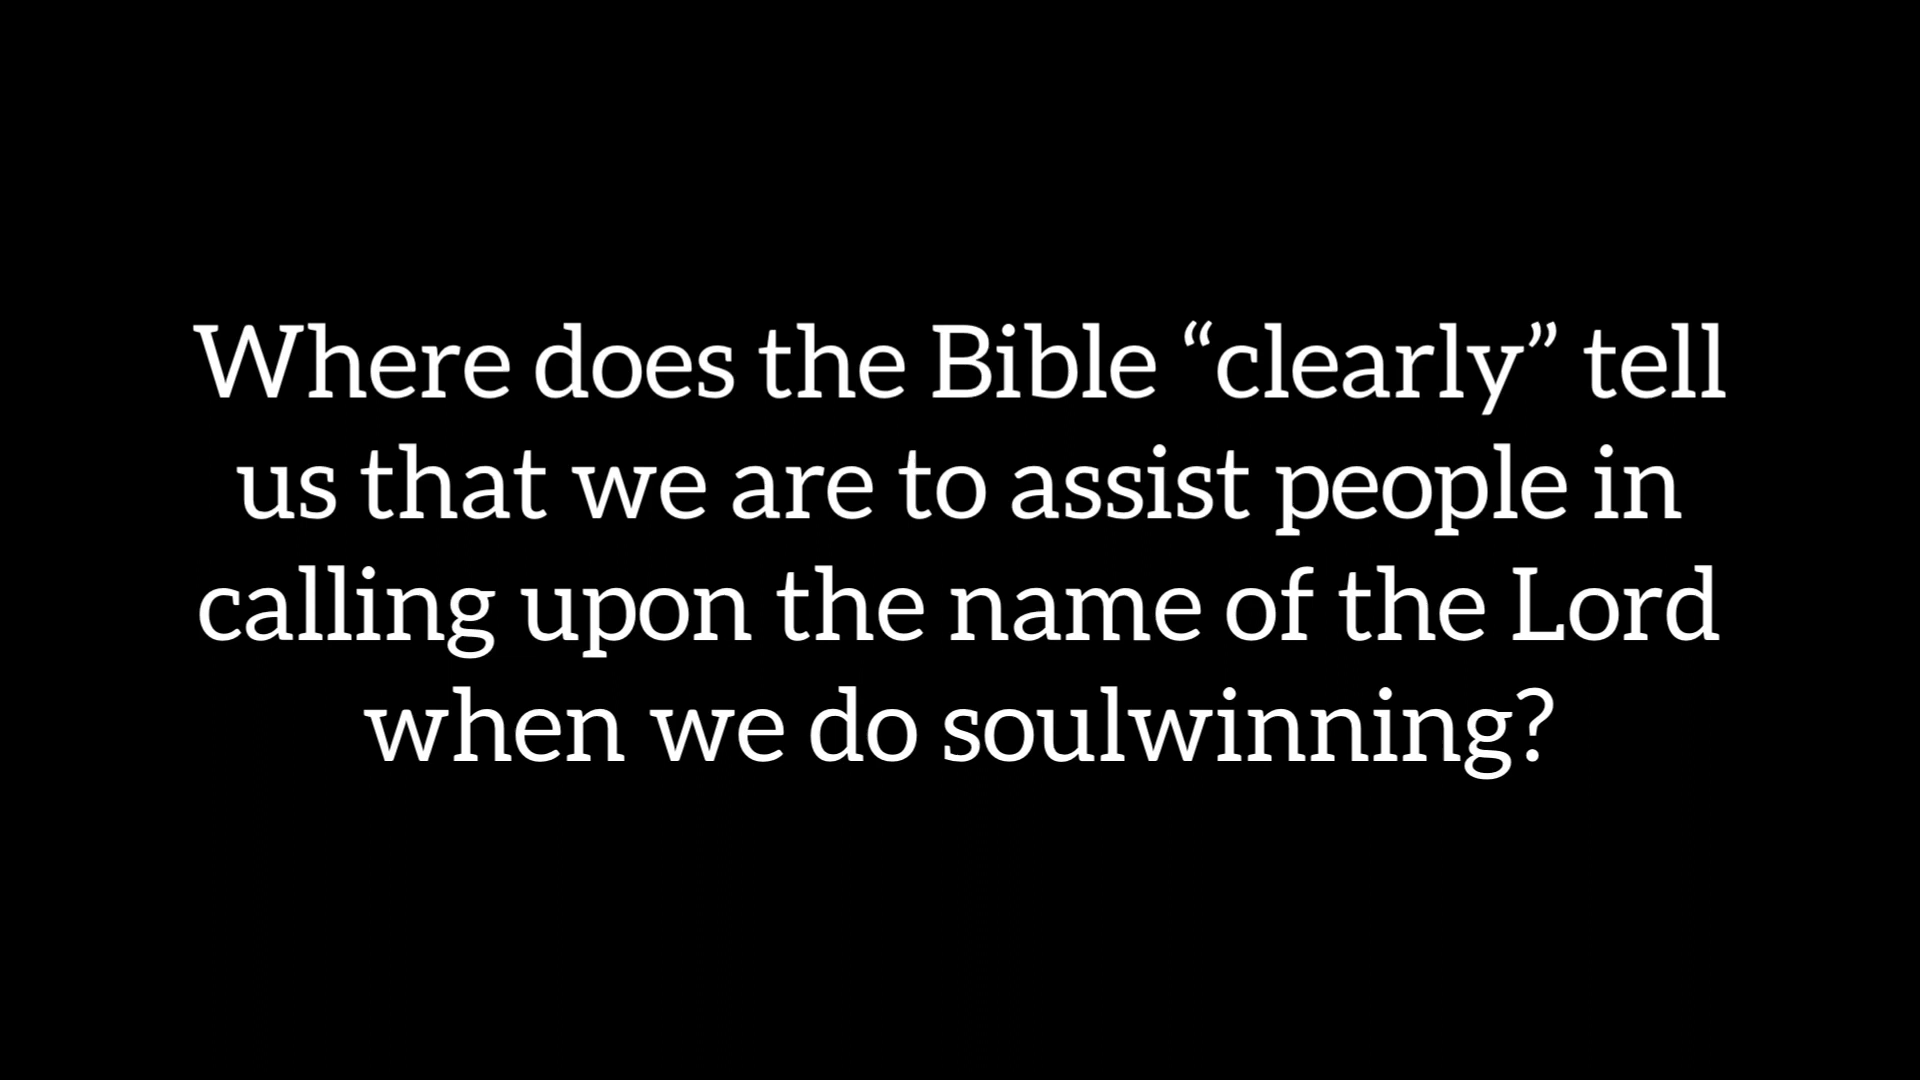 Where does the Bible “clearly” tell
us that we are to assist people in
calling upon the name of the Lord
when we do soulwinning?